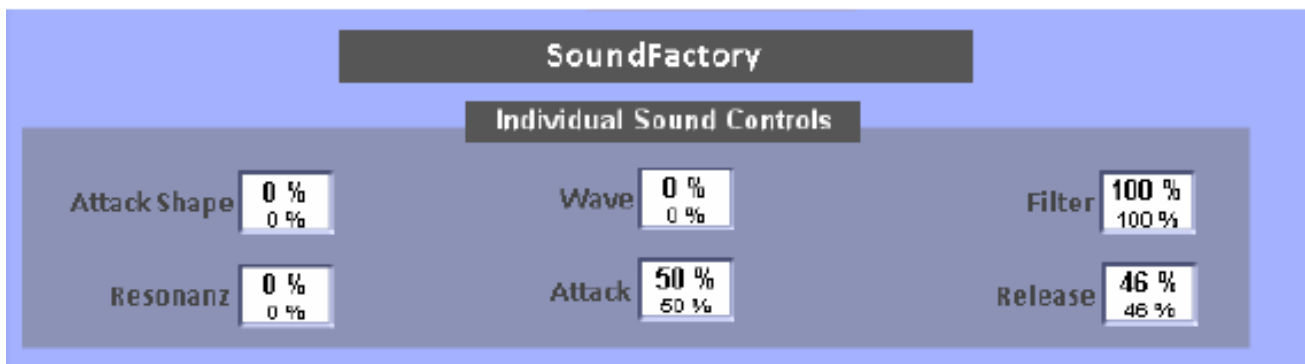 SoundFactory
Individual Sound Controls
Attack Shape 0 % Wave 0 % Filter 100 %
0 % 0 % 100 %
Resonanz 0 % Attack 50 % Release 46 %
0 % 50 % 46 %